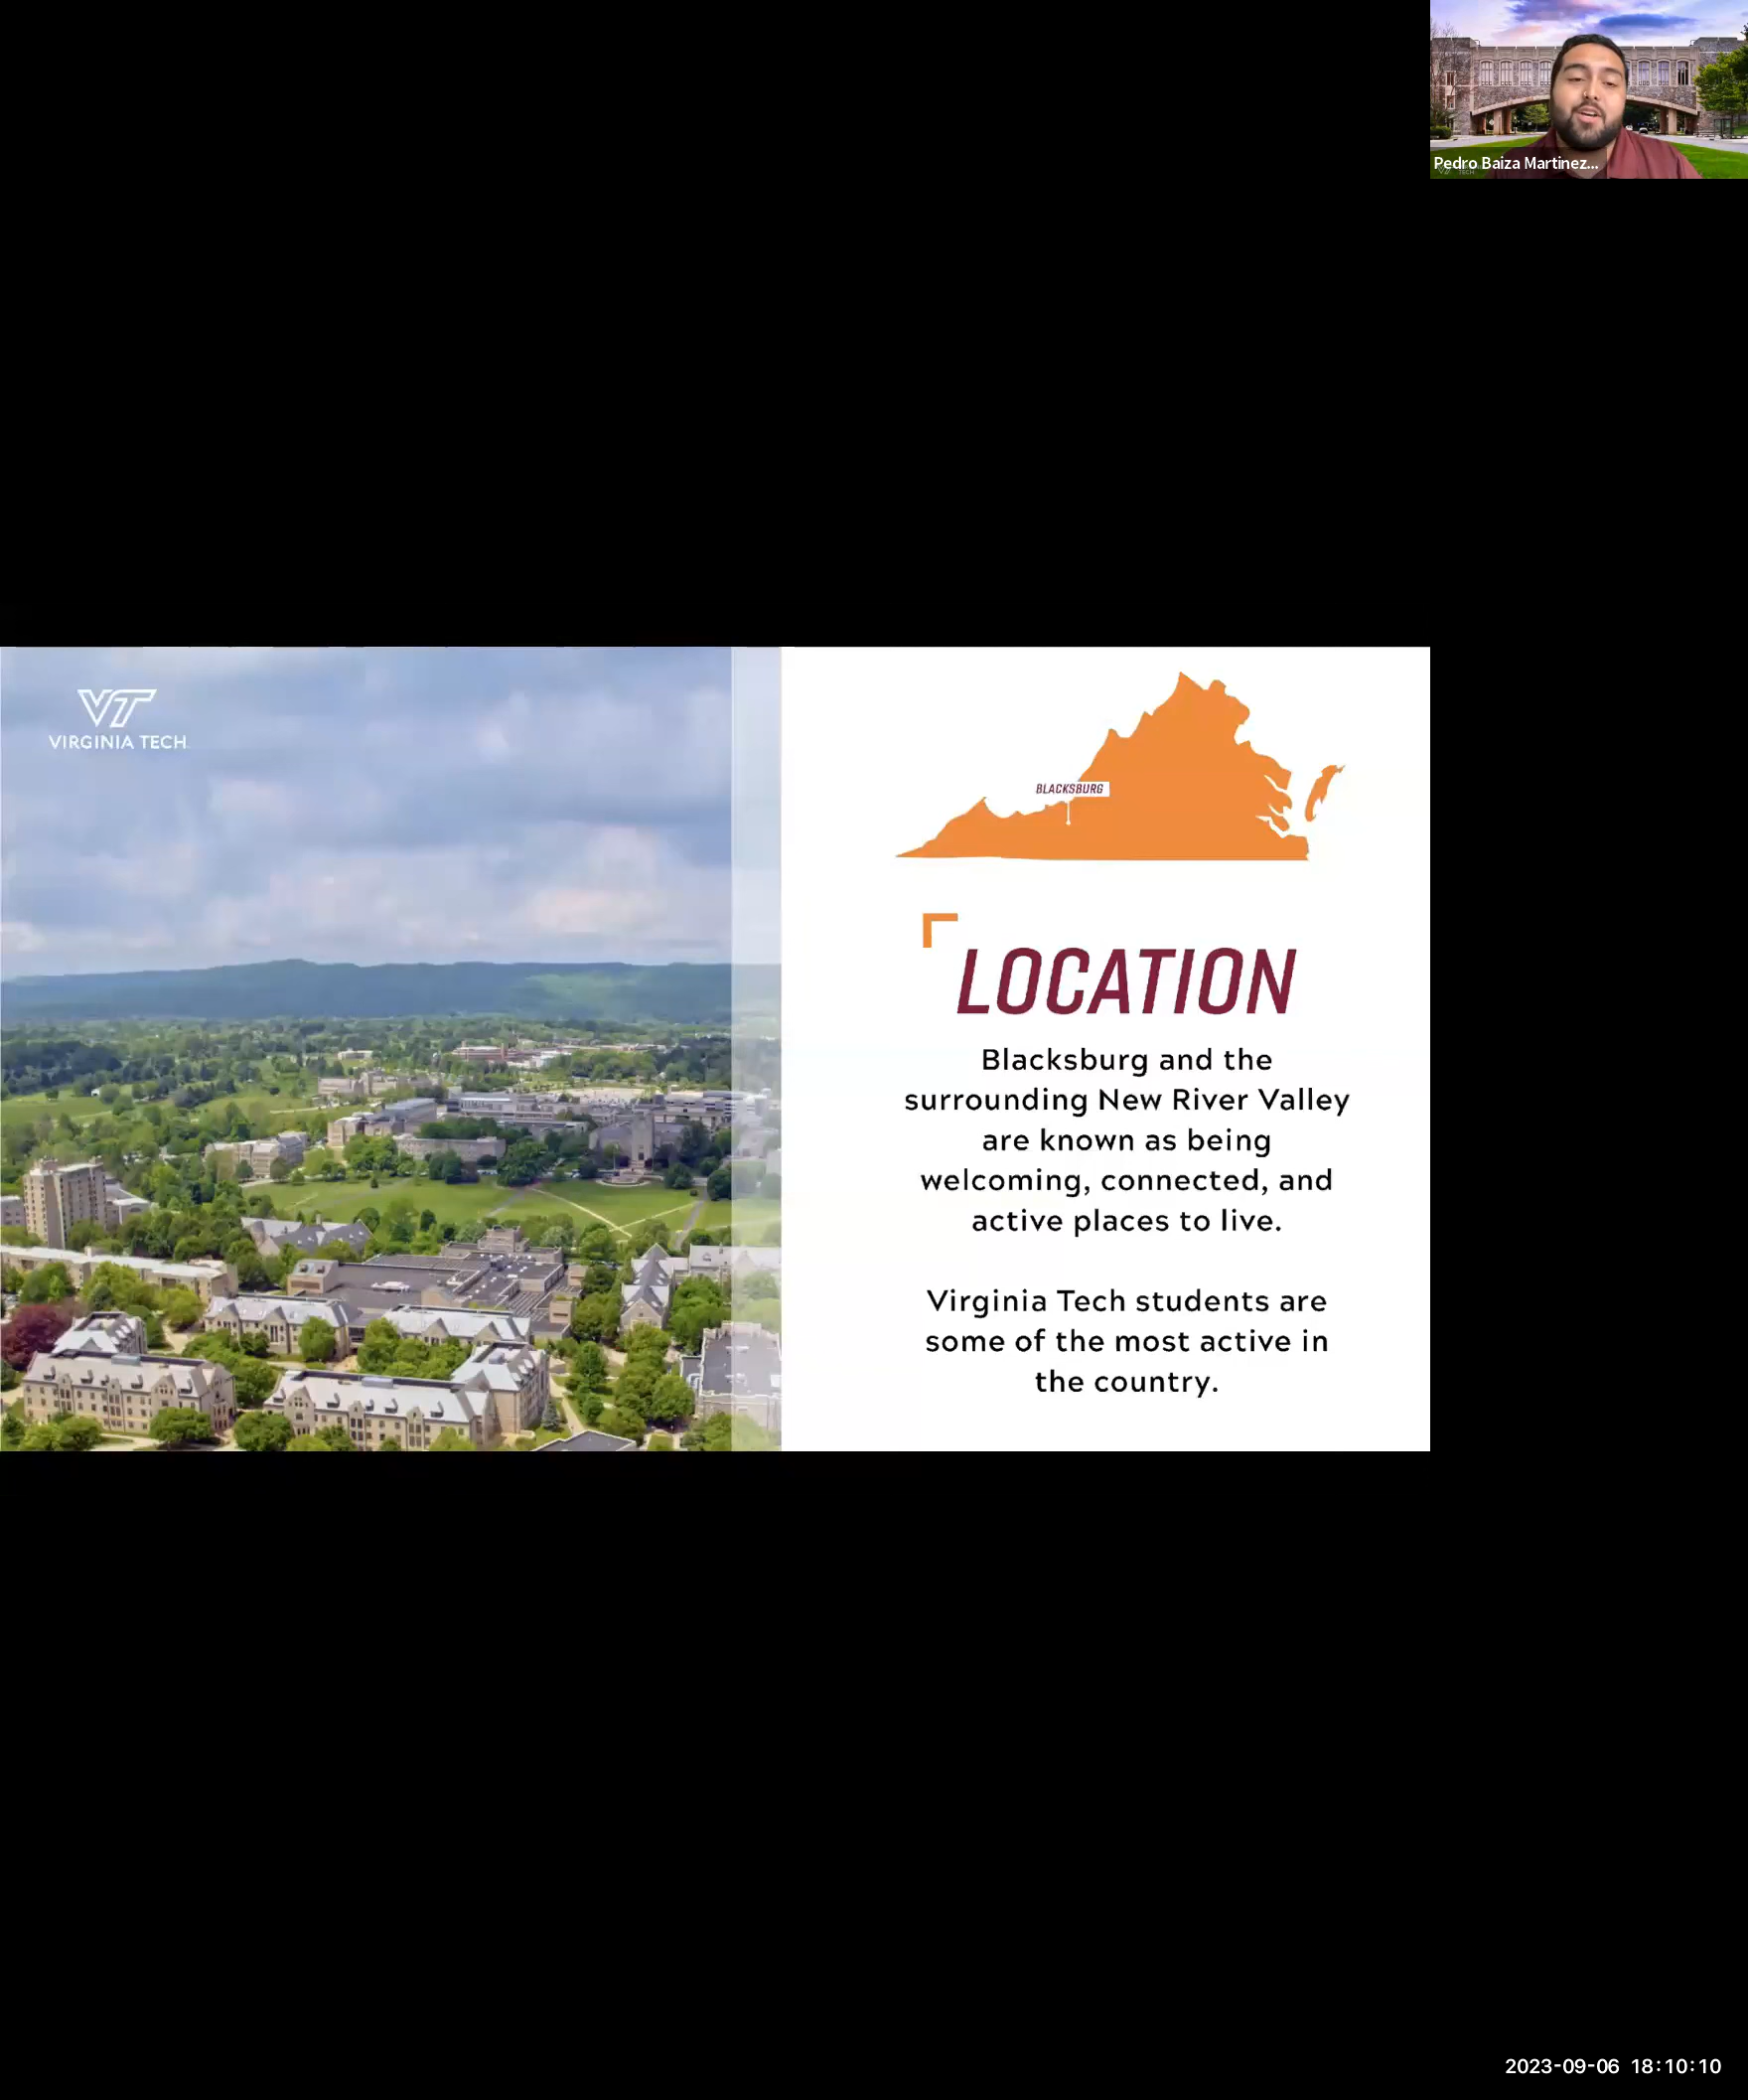 Pedro Baiza Martinez...
VT
VIRGINIA TECH
BLACKSBURG
LOCATION
Blacksburg and the
surrounding New River Valley
are known as being
welcoming, connected, and
active places to live.
Virginia Tech students are
some of the most active in
the country.
2023-09-06 18:10:10